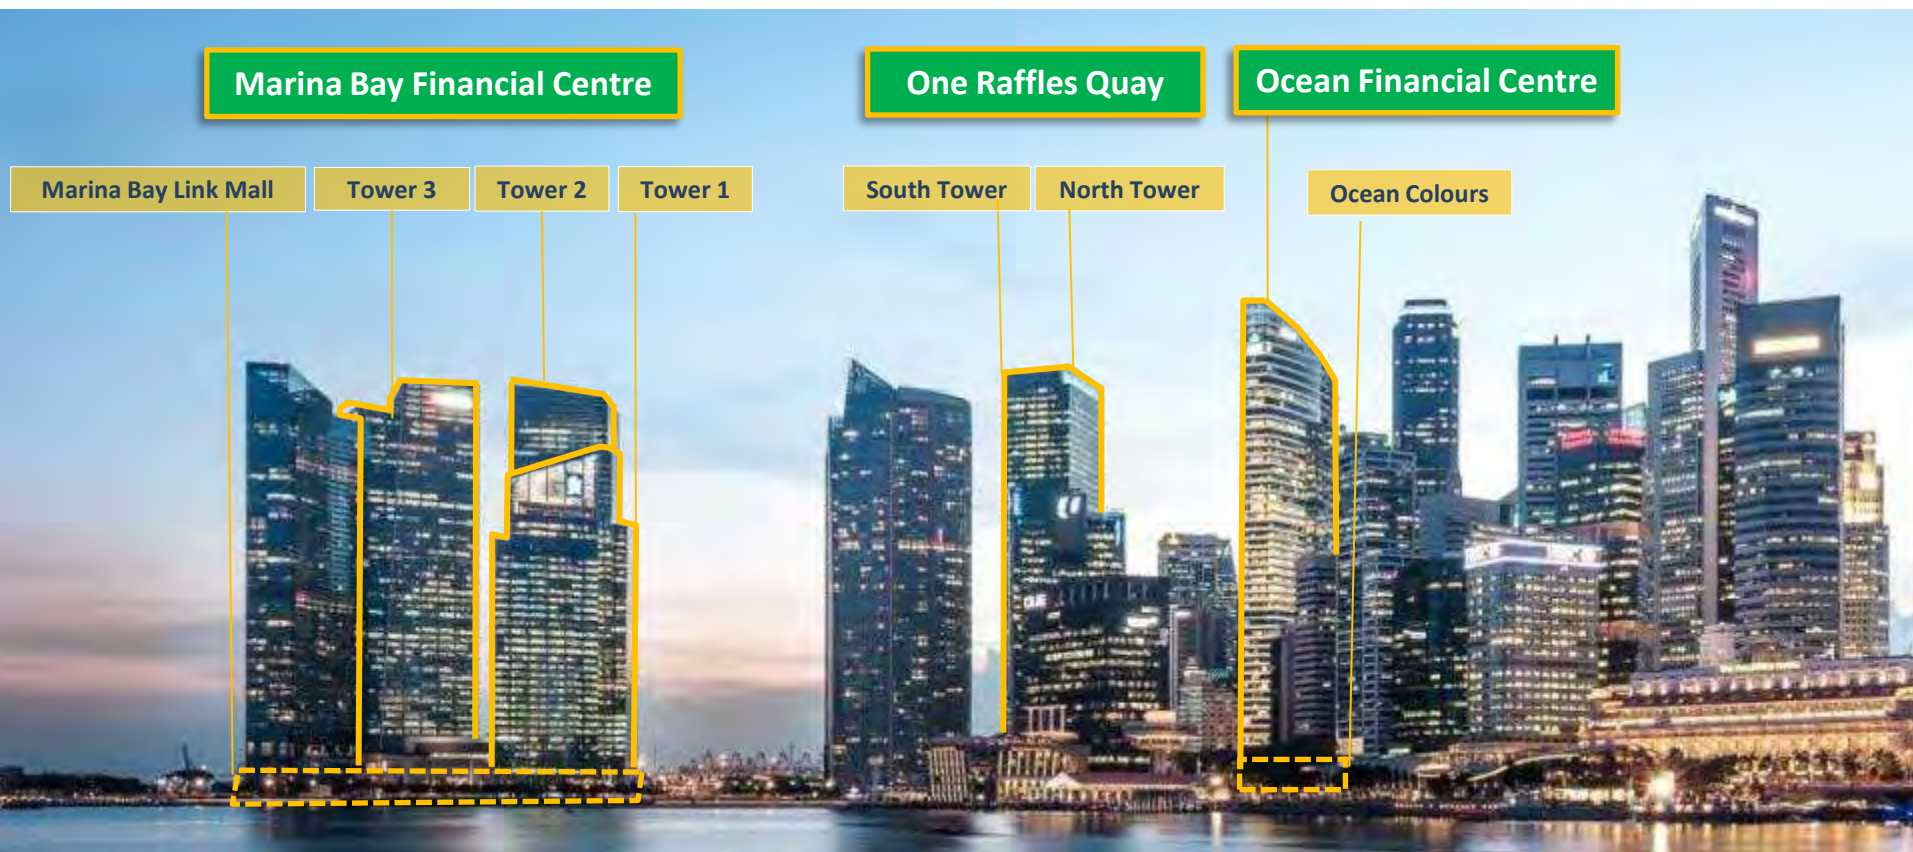 Marina Bay Financial Centre
One Raffles Quay
Ocean Financial Centre
Marina Bay Link Mall
Tower 3
Tower 2
Tower 1
South Tower
North Tower
Ocean Colours
OUE